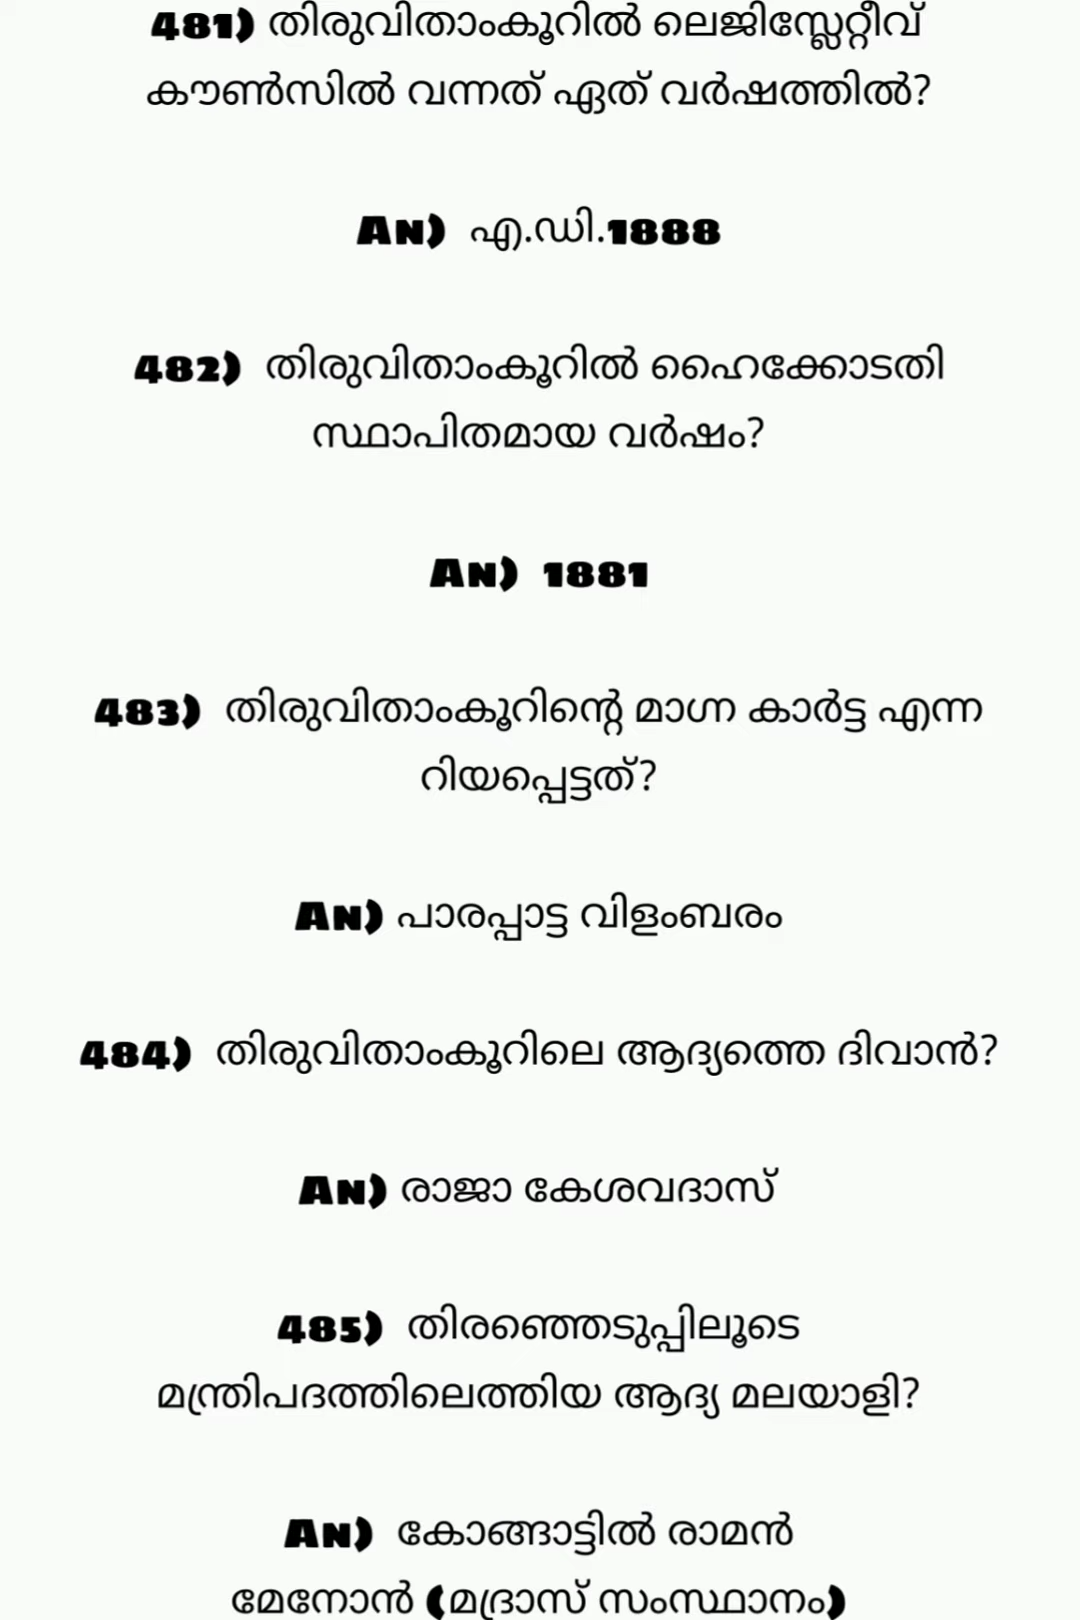 481) തിരുവിതാംകൂറിൽ ലെജിസ്ലേറ്റീവ്
കൗൺസിൽ വന്നത് ഏത് വർഷത്തിൽ?
An) എ.ഡി.1888
482) തിരുവിതാംകൂറിൽ ഹൈക്കോടതി
സ്ഥാപിതമായ വർഷം?
An) 1881
483) തിരുവിതാംകൂറിന്റെ മാഗ്ന കാർട്ട എന്ന
റിയപ്പെട്ടത്?
An) പാരപ്പാട്ട വിളംബരം
484) തിരുവിതാംകൂറിലെ ആദ്യത്തെ ദിവാൻ?
An) രാജാ കേശവദാസ്
485) തിരഞ്ഞെടുപ്പിലൂടെ
മന്ത്രിപദത്തിലെത്തിയ ആദ്യ മലയാളി?
An) കോങ്ങാട്ടിൽ രാമൻ
മേനോൻ (മദ്രാസ് സംസ്ഥാനം)